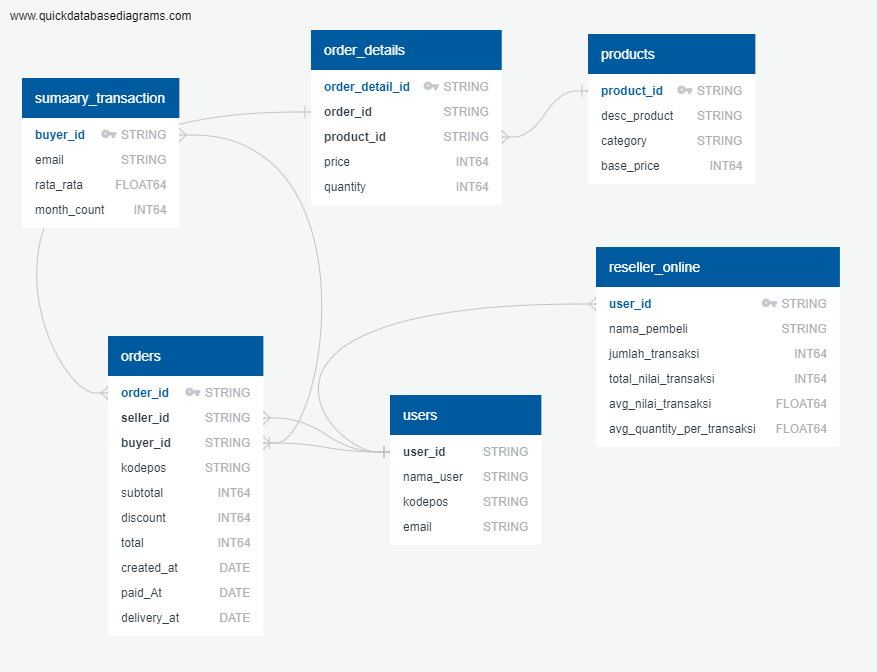 www.quickdatabasediagrams.com
sumaary_transaction
buyer_id STRING
email STRING
rata_rata FLOAT64
month_count INT64
order_details
order_detail_id STRING
order_id STRING
product_id STRING
price INT64
quantity INT64
products
product_id STRING
desc_product STRING
category STRING
base_price INT64
reseller_online
user_id STRING
nama_pembeli STRING
jumlah_transaksi INT64
total_nilai_transaksi INT64
avg_nilai_transaksi FLOAT64
avg_quantity_per_transaksi FLOAT64
orders
order_id STRING
seller_id STRING
buyer_id STRING
kodepos STRING
subtotal INT64
discount INT64
total INT64
created_at DATE
paid_At DATE
delivery_at DATE
users
user_id STRING
nama_user STRING
kodepos STRING
email STRING